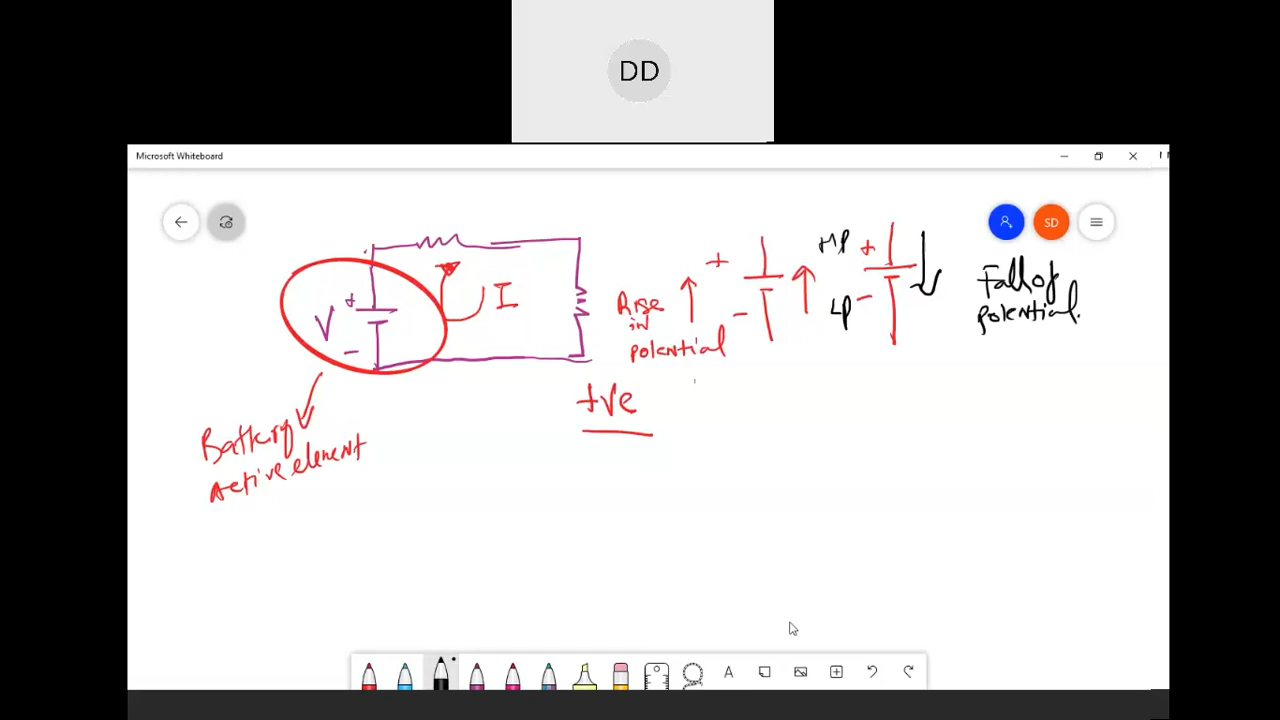 DD
Microsoft Whiteboard
SD
V
+
-
I
Battery
Active element
Rise
in
potential
+
-
+ve
HP
LP
+
-
Fall of
potential.
A